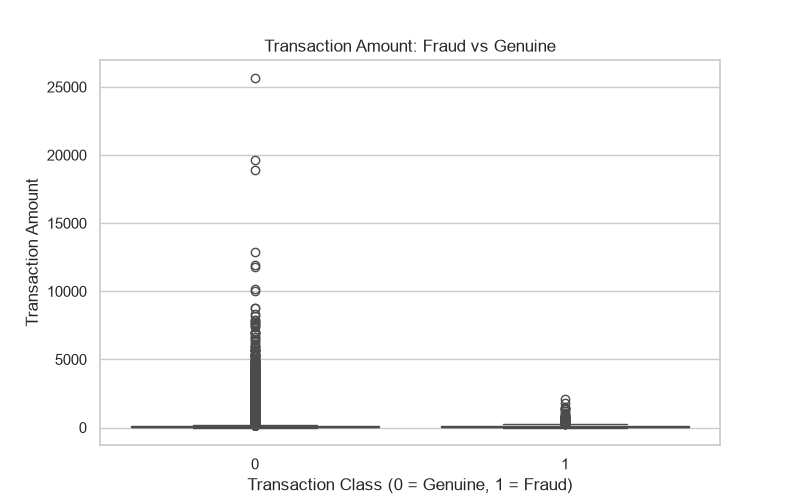 Transaction Amount: Fraud vs Genuine
25000
20000
15000
10000
5000
0
Transaction Amount
0
1
Transaction Class (0 = Genuine, 1 = Fraud)